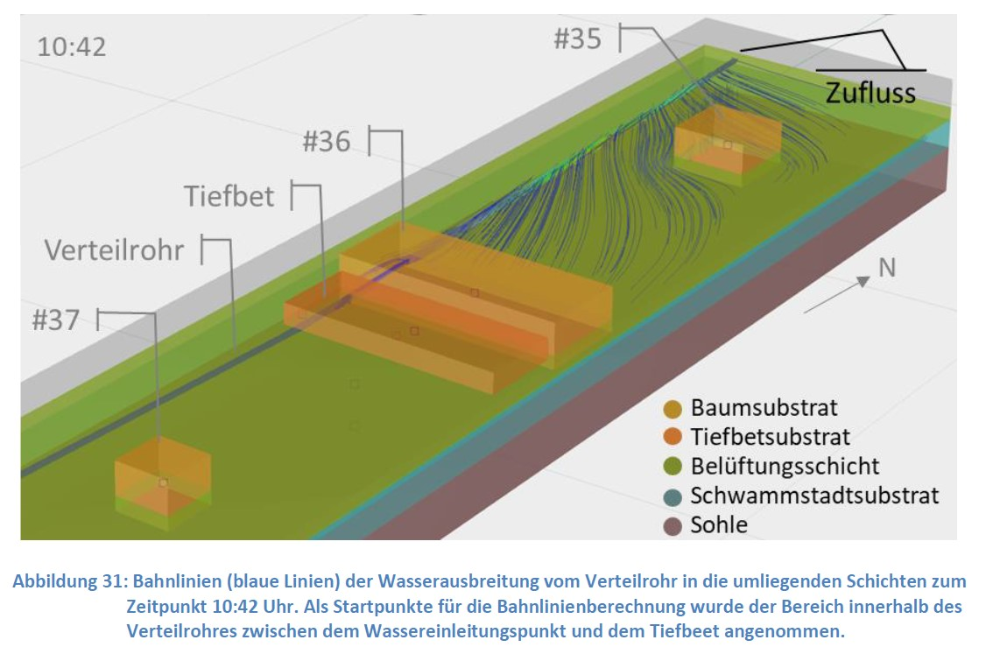 10:42
#35
Zufluss
#36
Tiefbet
Verteilrohr
N
#37
Baumsubstrat
Tiefbetsubstrat
Belüftungsschicht
Schwammstadtsubstrat
Sohle
Abbildung 31: Bahnlinien (blaue Linien) der Wasserausbreitung vom Verteilrohr in die umliegenden Schichten zum
Zeitpunkt 10:42 Uhr. Als Startpunkte für die Bahnlinienberechnung wurde der Bereich innerhalb des
Verteilrohres zwischen dem Wassereinleitungspunkt und dem Tiefbeet angenommen.